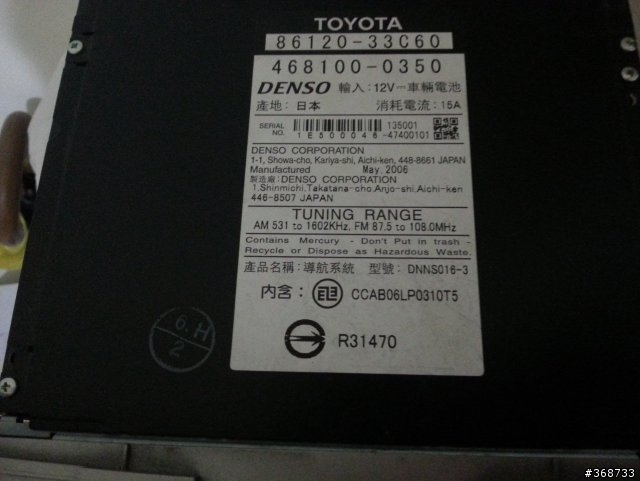 TOYOTA
86120-33C60
468100-0350
DENSO 輸入：12V⎓車輛電池
產地：日本 消耗電流：15A
SERIAL NO. 1E500046-47400101 135001
DENSO CORPORATION
1-1, Showa-cho, Kariya-shi, Aichi-ken, 448-8661 JAPAN
Manufactured May, 2006
製造廠：DENSO CORPORATION
1,Shinmichi,Takatana-cho,Anjo-shi,Aichi-ken
446-8507 JAPAN
TUNING RANGE
AM 531 to 1602KHz, FM 87.5 to 108.0MHz
Contains Mercury - Don't Put in trash -
Recycle or Dispose as Hazardous Waste.
產品名稱：導航系統 型號：DNNS016-3
內含： CCAB06LP0310T5
R31470
6.H
2
#368733